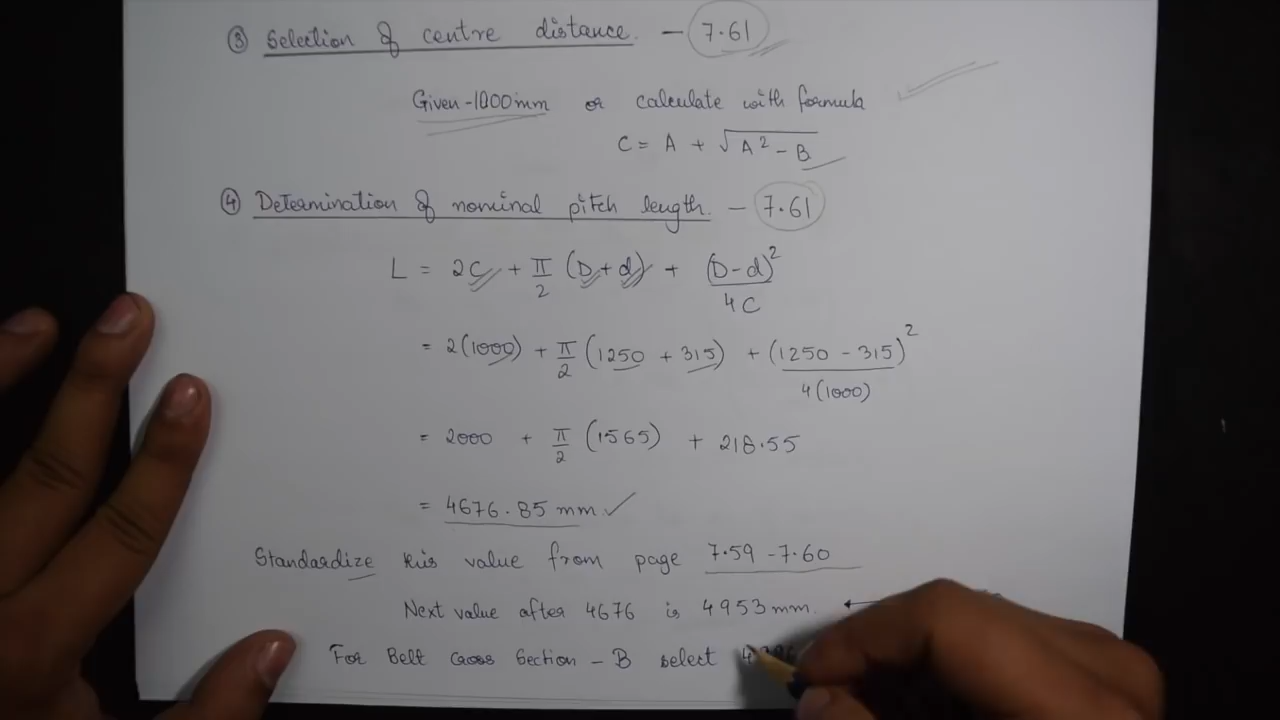 ③ Selection of centre distance. — 7.61
Given - 1000mm or calculate with formula
C = A + √(A² - B)
④ Determination of nominal pitch length. — 7.61
L = 2C + π/2 (D + d) + (D-d)²/4C
= 2(1000) + π/2 (1250 + 315) + (1250 - 315)²/4(1000)
= 2000 + π/2 (1565) + 218.55
= 4676.85 mm ✓
Standardize this value from page 7.59 - 7.60
Next value after 4676 is 4953 mm. ←
For Belt Cross Section - B select